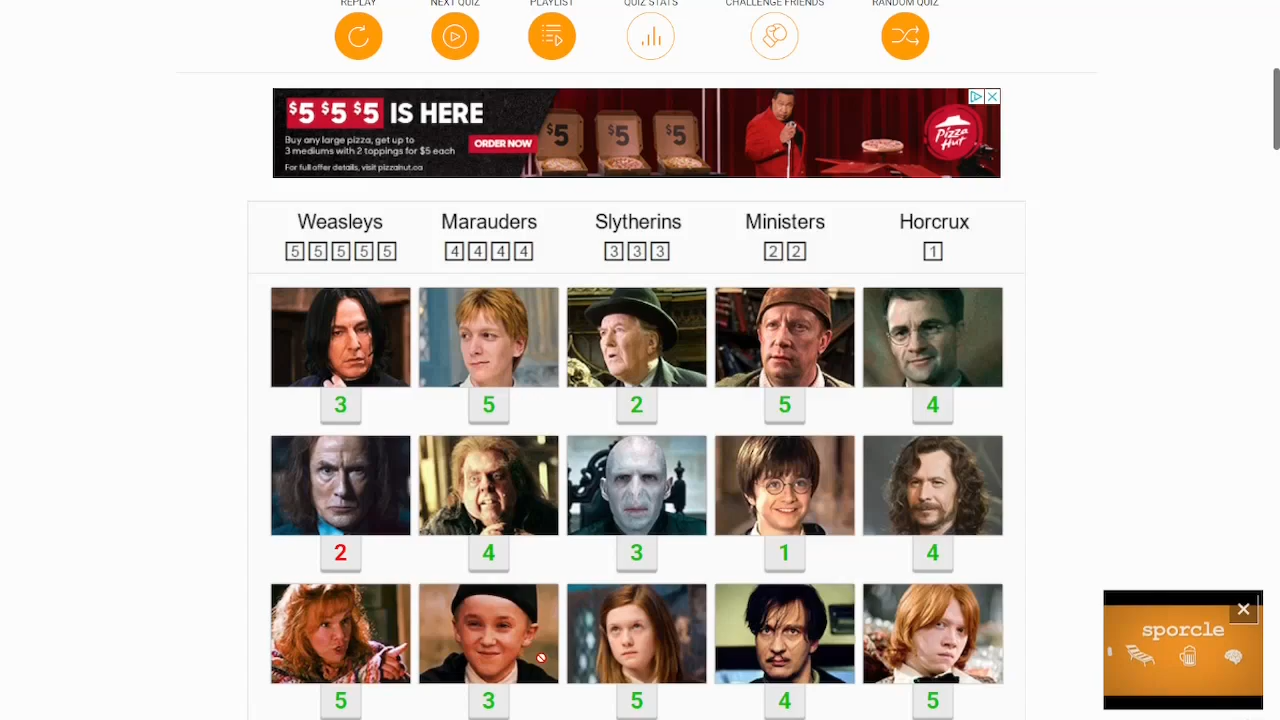 REPLAY NEXT QUIZ PLAYLIST QUIZ STATS CHALLENGE FRIENDS RANDOM QUIZ
$5 $5 $5 IS HERE
Buy any large pizza, get up to
3 mediums with 2 toppings for $5 each
For full offer details, visit pizzahut.ca
ORDER NOW
$5 $5 $5
Pizza Hut
Weasleys Marauders Slytherins Ministers Horcrux
5 5 5 5 5 4 4 4 4 3 3 3 2 2 1
3 5 2 5 4
2 4 3 1 4
5 3 5 4 5
sporcle